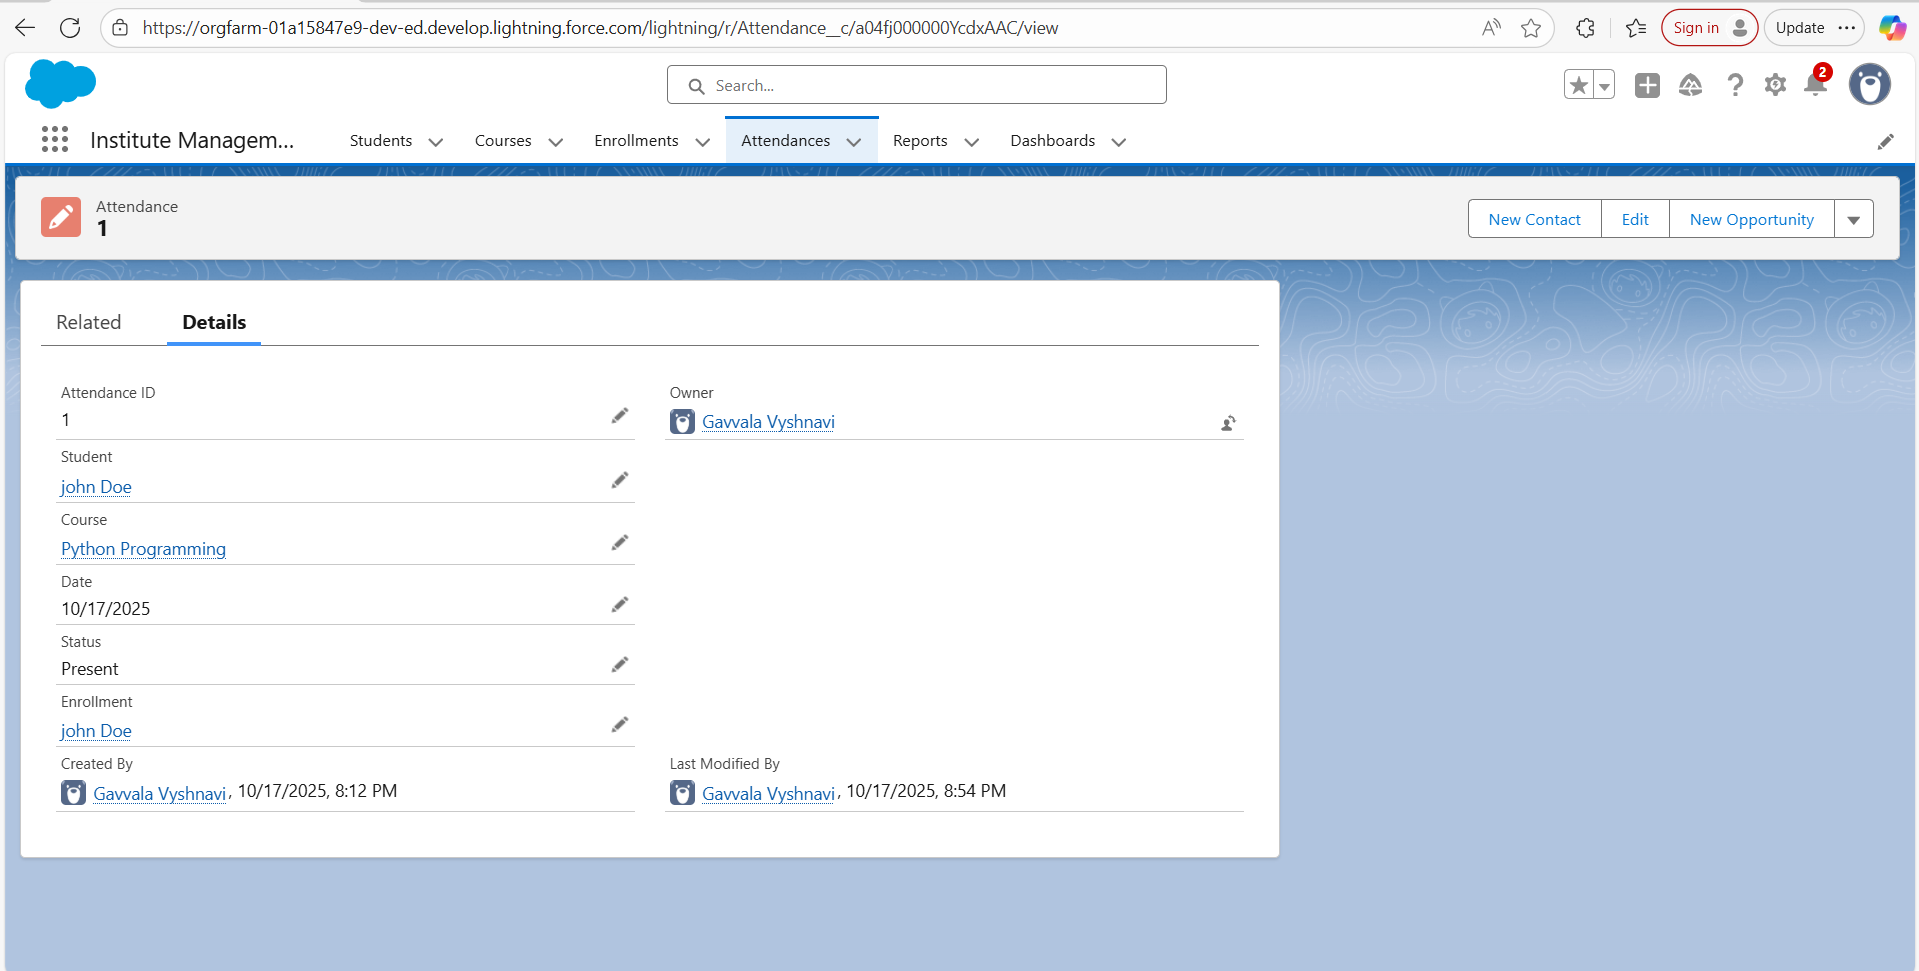 https://orgfarm-01a15847e9-dev-ed.develop.lightning.force.com/lightning/r/Attendance__c/a04fj000000YcdxAAC/view
Sign in
Update
Search...
2
Institute Managem...
Students
Courses
Enrollments
Attendances
Reports
Dashboards
Attendance
1
New Contact
Edit
New Opportunity
Related
Details
Attendance ID
1
Owner
Gavvala Vyshnavi
Student
john Doe
Course
Python Programming
Date
10/17/2025
Status
Present
Enrollment
john Doe
Created By
Gavvala Vyshnavi, 10/17/2025, 8:12 PM
Last Modified By
Gavvala Vyshnavi, 10/17/2025, 8:54 PM